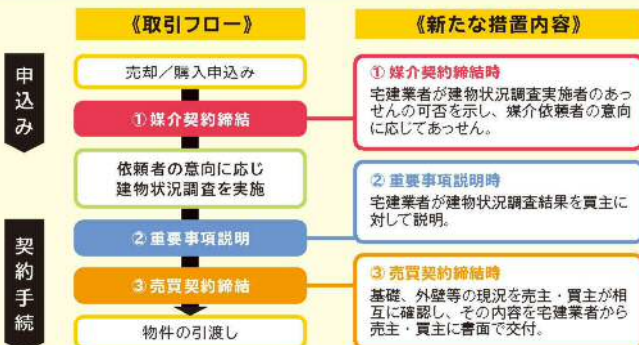 《取引フロー》
《新たな措置内容》
申込み
売却／購入申込み
①媒介契約締結
依頼者の意向に応じ
建物状況調査を実施
契約手続
②重要事項説明
③売買契約締結
物件の引渡し
①媒介契約締結時
宅建業者が建物状況調査実施者のあっ
せんの可否を示し、媒介依頼者の意向
に応じてあっせん。
②重要事項説明時
宅建業者が建物状況調査結果を買主に
対して説明。
③売買契約締結時
基礎、外壁等の現況を売主・買主が相
互に確認し、その内容を宅建業者から
売主・買主に書面で交付。